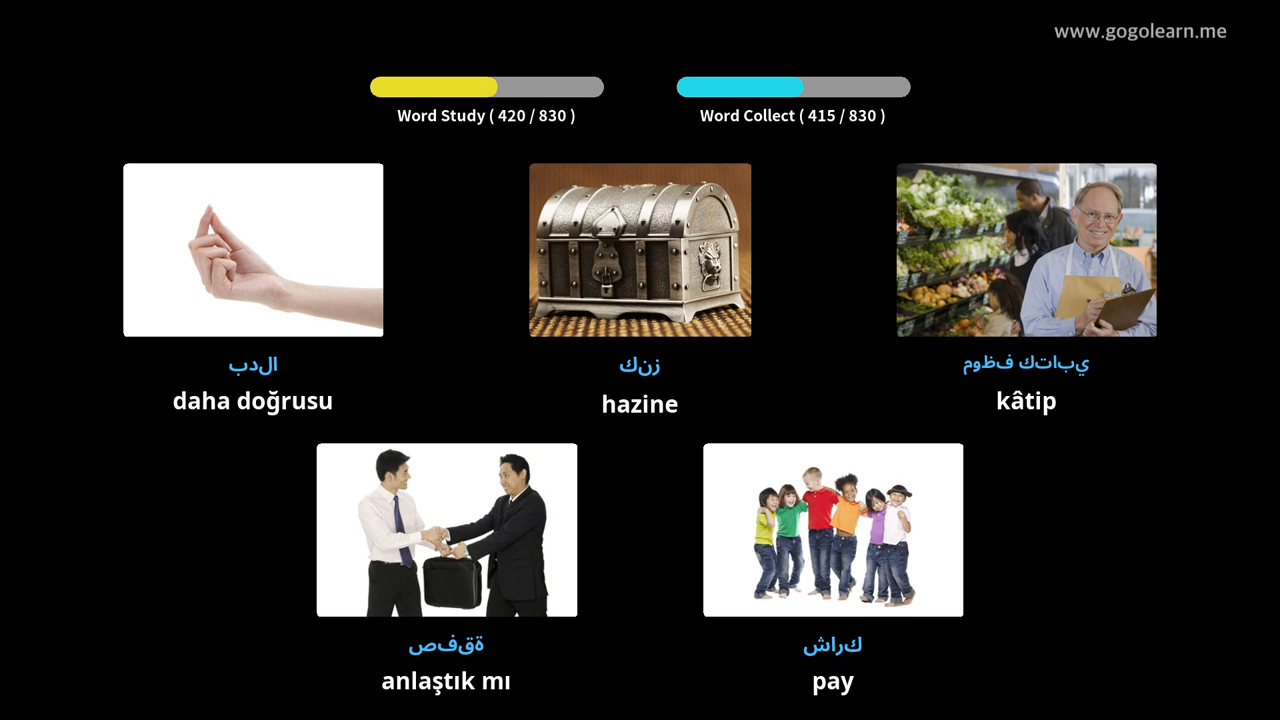 www.gogolearn.me
Word Study ( 420 / 830 )
Word Collect ( 415 / 830 )
الدب
daha doğrusu
زنك
hazine
يباتك فظوم
kâtip
ةقفص
anlaştık mı
كراش
pay